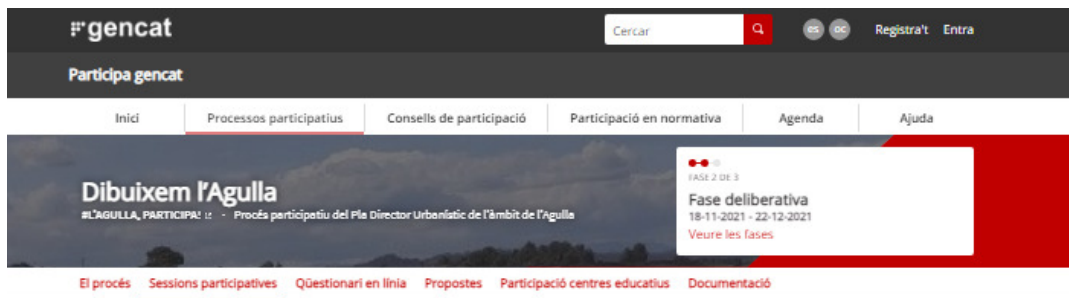 gencat
Cercar
es oc Registra't Entra
Participa gencat
Inici Processos participatius Consells de participació Participació en normativa Agenda Ajuda
Dibuixem l'Agulla
#L'AGULLA, PARTICIPA! - Procés participatiu del Pla Director Urbanístic de l'àmbit de l'Agulla
FASE 2 DE 3
Fase deliberativa
18-11-2021 - 22-12-2021
Veure les fases
El procés Sessions participatives Qüestionari en línia Propostes Participació centres educatius Documentació